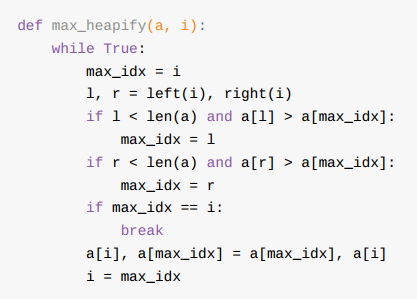 def max_heapify(a, i):
    while True:
        max_idx = i
        l, r = left(i), right(i)
        if l < len(a) and a[l] > a[max_idx]:
            max_idx = l
        if r < len(a) and a[r] > a[max_idx]:
            max_idx = r
        if max_idx == i:
            break
        a[i], a[max_idx] = a[max_idx], a[i]
        i = max_idx